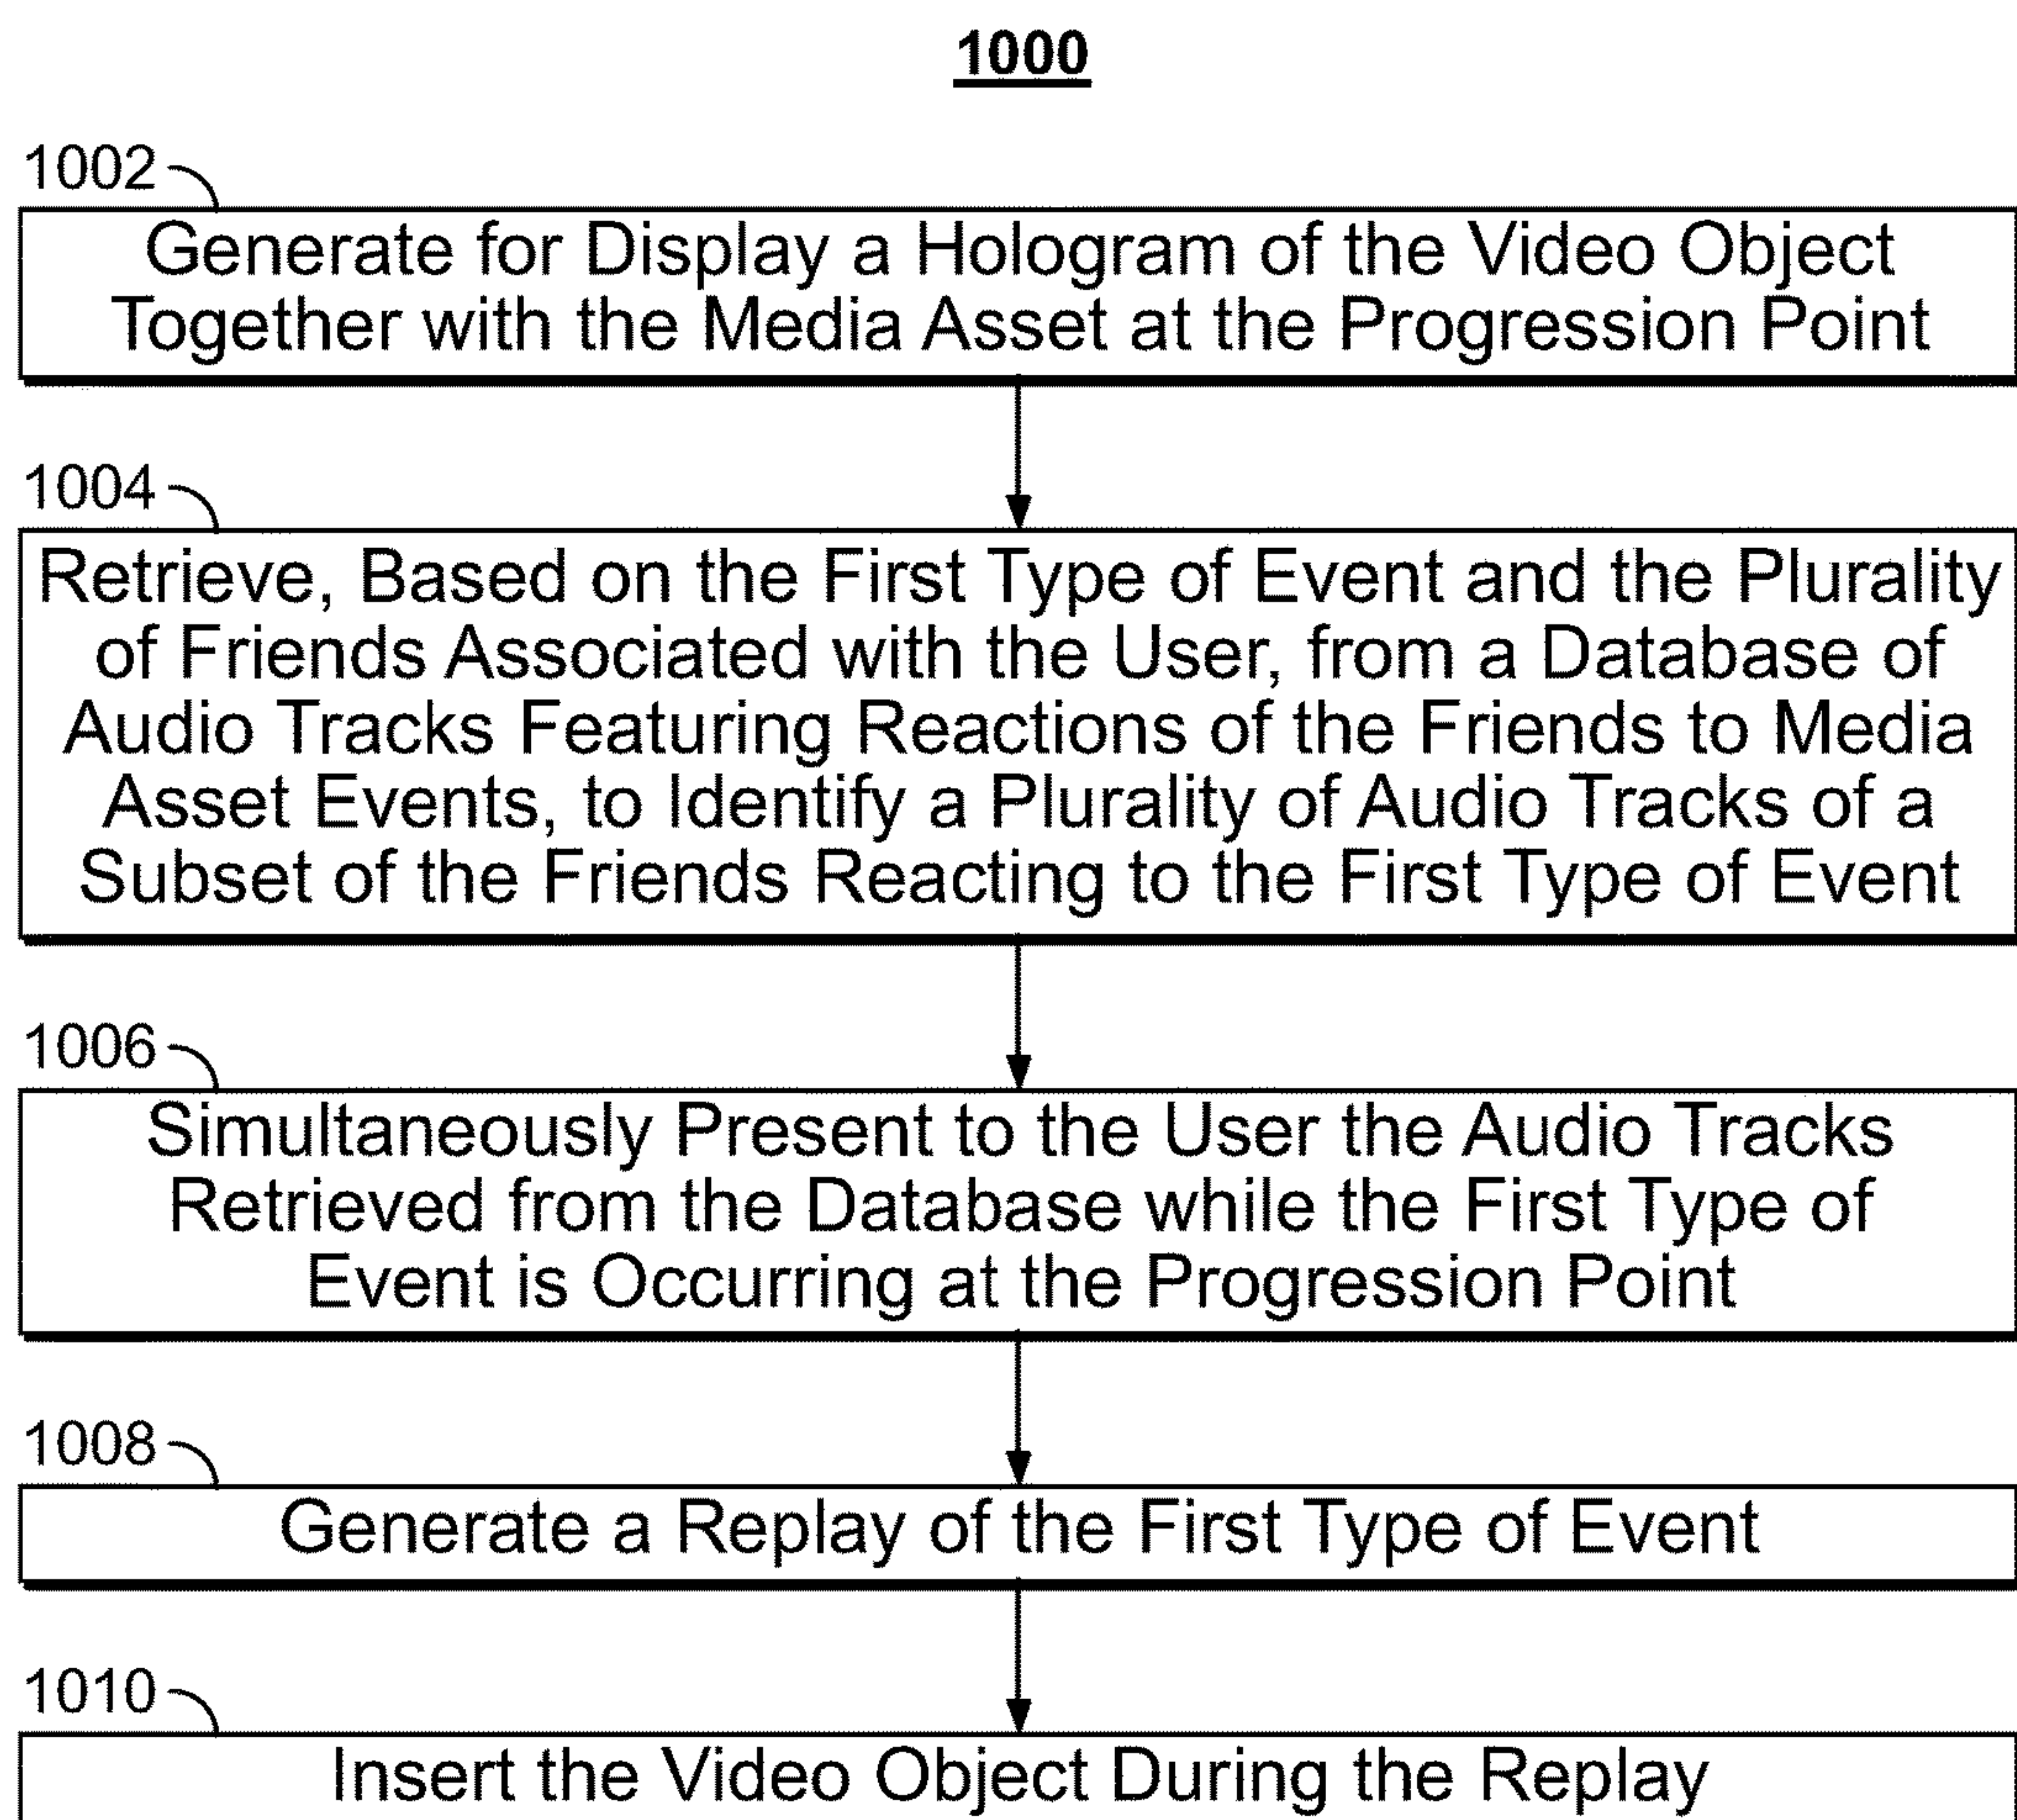 1000
1002
Generate for Display a Hologram of the Video Object
Together with the Media Asset at the Progression Point
1004
Retrieve, Based on the First Type of Event and the Plurality
of Friends Associated with the User, from a Database of
Audio Tracks Featuring Reactions of the Friends to Media
Asset Events, to Identify a Plurality of Audio Tracks of a
Subset of the Friends Reacting to the First Type of Event
1006
Simultaneously Present to the User the Audio Tracks
Retrieved from the Database while the First Type of
Event is Occurring at the Progression Point
1008
Generate a Replay of the First Type of Event
1010
Insert the Video Object During the Replay